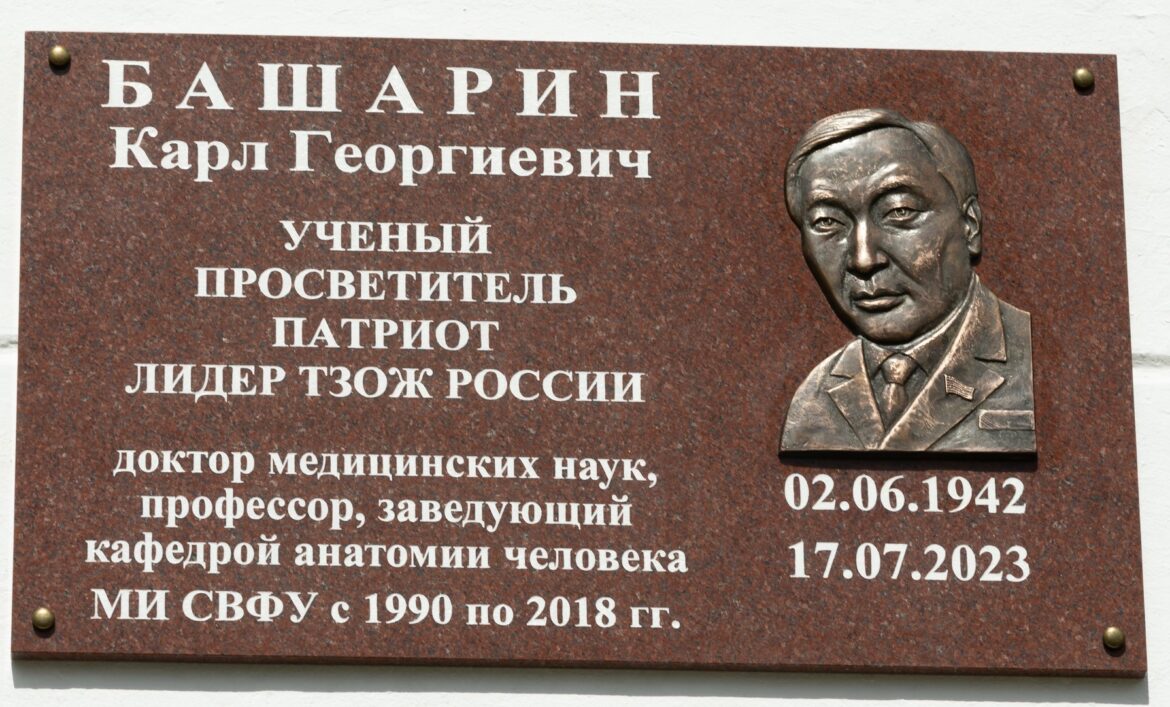 БАШАРИН
Карл Георгиевич
УЧЕНЫЙ
ПРОСВЕТИТЕЛЬ
ПАТРИОТ
ЛИДЕР ТЗОЖ РОССИИ
доктор медицинских наук,
профессор, заведующий
кафедрой анатомии человека
МИ СВФУ с 1990 по 2018 гг.
02.06.1942
17.07.2023